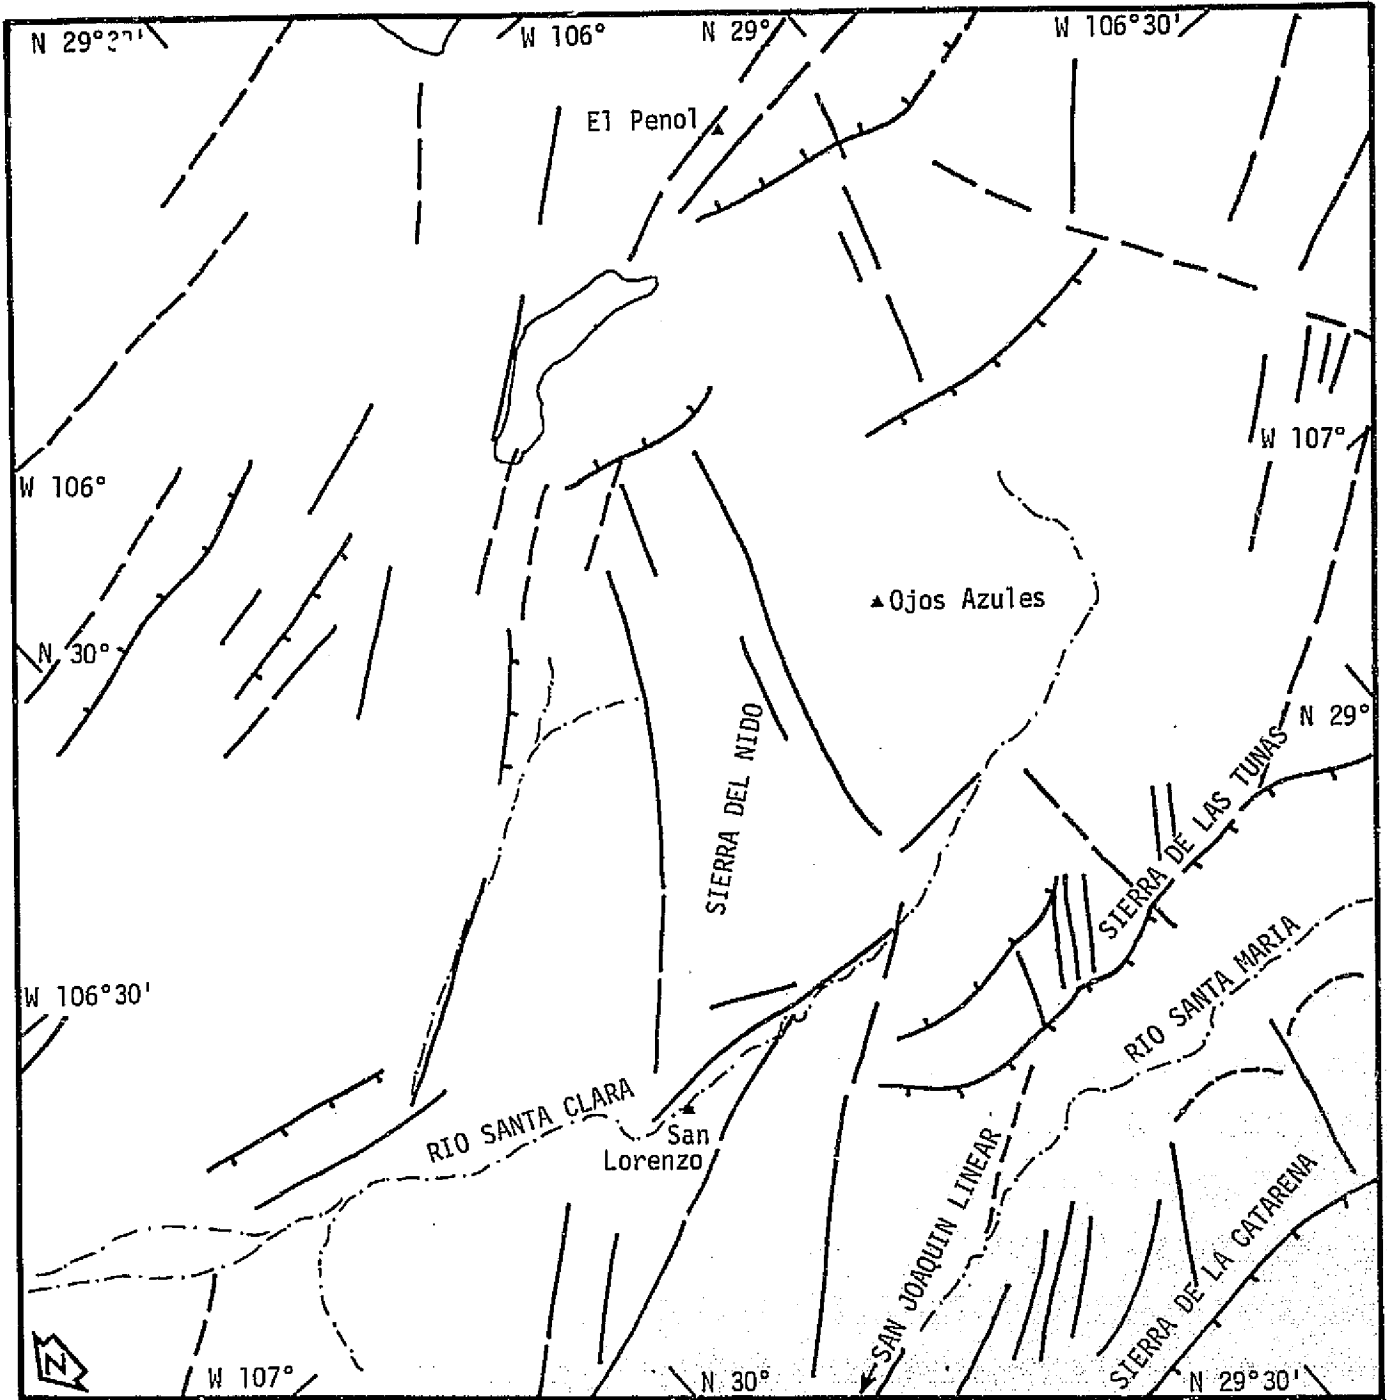 W 106°
N 29°
W 106°30'
El Penol
W 107°
W 106°
Ojos Azules
N 30°
N 29°
SIERRA DEL NIDO
SIERRA DE LAS TUNAS
W 106°30'
RIO SANTA MARIA
RIO SANTA CLARA
San
Lorenzo
SAN JOAQUIN LINEAR
SIERRA DE LA CATARENA
N
W 107°
N 30°
N 29°30'